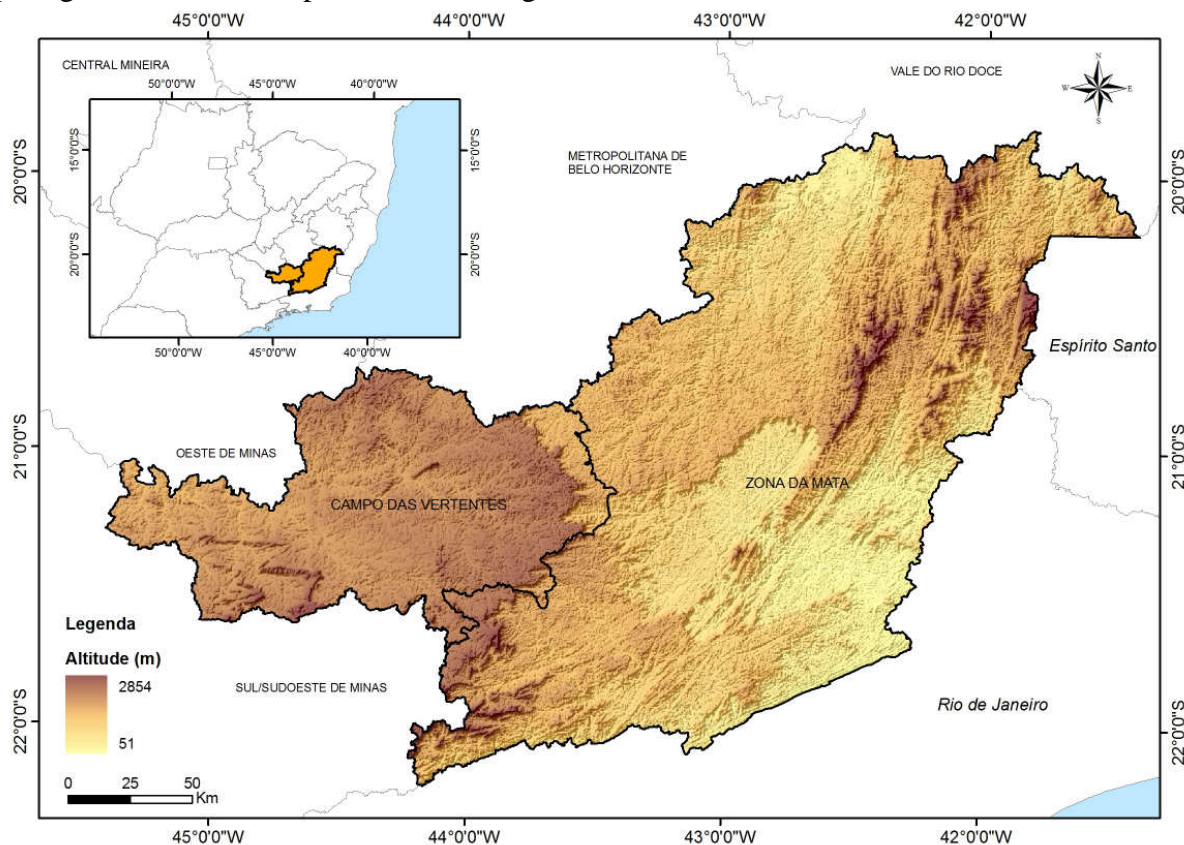 45°0'0"W
44°0'0"W
43°0'0"W
42°0'0"W
CENTRAL MINEIRA
50°0'0"W
45°0'0"W
40°0'0"W
15°0'0"S
15°0'0"S
20°0'0"S
20°0'0"S
50°0'0"W
45°0'0"W
40°0'0"W
VALE DO RIO DOCE
N
W
E
S
METROPOLITANA DE
BELO HORIZONTE
20°0'0"S
20°0'0"S
Espírito Santo
OESTE DE MINAS
21°0'0"S
21°0'0"S
ZONA DA MATA
CAMPO DAS VERTENTES
Legenda
Altitude (m)
2854
51
SUL/SUDOESTE DE MINAS
Rio de Janeiro
22°0'0"S
22°0'0"S
0
25
50
Km
45°0'0"W
44°0'0"W
43°0'0"W
42°0'0"W